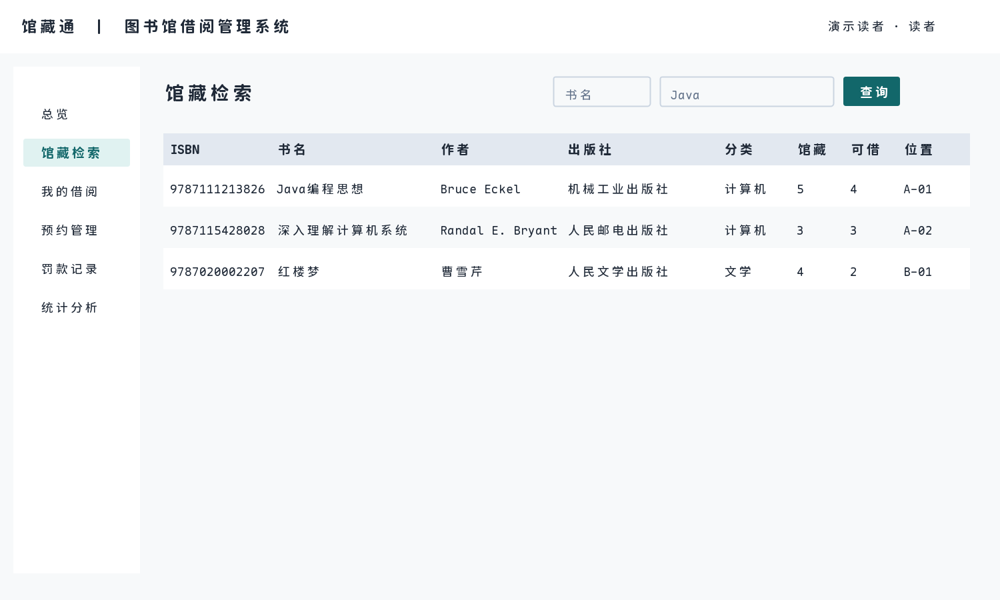 馆藏通 | 图书馆借阅管理系统 演示读者 · 读者
总览
馆藏检索
我的借阅
预约管理
罚款记录
统计分析
馆藏检索 书名 Java 查询
ISBN 书名 作者 出版社 分类 馆藏 可借 位置
9787111213826 Java编程思想 Bruce Eckel 机械工业出版社 计算机 5 4 A-01
9787115428028 深入理解计算机系统 Randal E. Bryant 人民邮电出版社 计算机 3 3 A-02
9787020002207 红楼梦 曹雪芹 人民文学出版社 文学 4 2 B-01